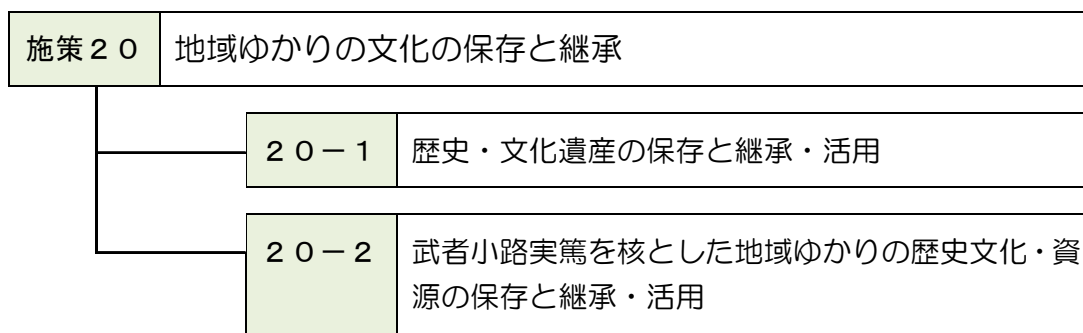 施策２０ 地域ゆかりの文化の保存と継承
２０－１ 歴史・文化遺産の保存と継承・活用
２０－２ 武者小路実篤を核とした地域ゆかりの歴史文化・資
源の保存と継承・活用